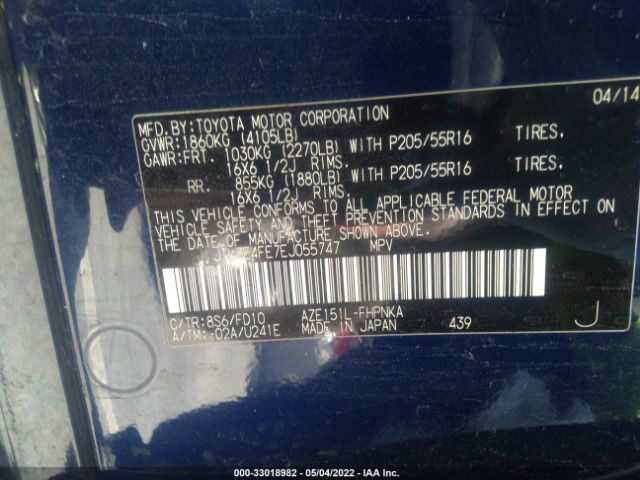 MFD. BY: TOYOTA MOTOR CORPORATION 04/14
GVWR: 1860KG (4105LB)
GAWR: FRT. 1030KG (2270LB) WITH P205/55R16 TIRES,
16X6 1/2J RIMS.
RR. 855KG (1880LB) WITH P205/55R16 TIRES,
16X6 1/2J RIMS.
THIS VEHICLE CONFORMS TO ALL APPLICABLE FEDERAL MOTOR
VEHICLE SAFETY AND THEFT PREVENTION STANDARDS IN EFFECT ON
THE DATE OF MANUFACTURE SHOWN ABOVE.
4FE7EJ055747 MPV
C/TR: 8S6/FD10 AZE151L-FHPNKA
A/TM: -02A/U241E MADE IN JAPAN 439 J
000-33018982 - 05/04/2022 - IAA Inc.